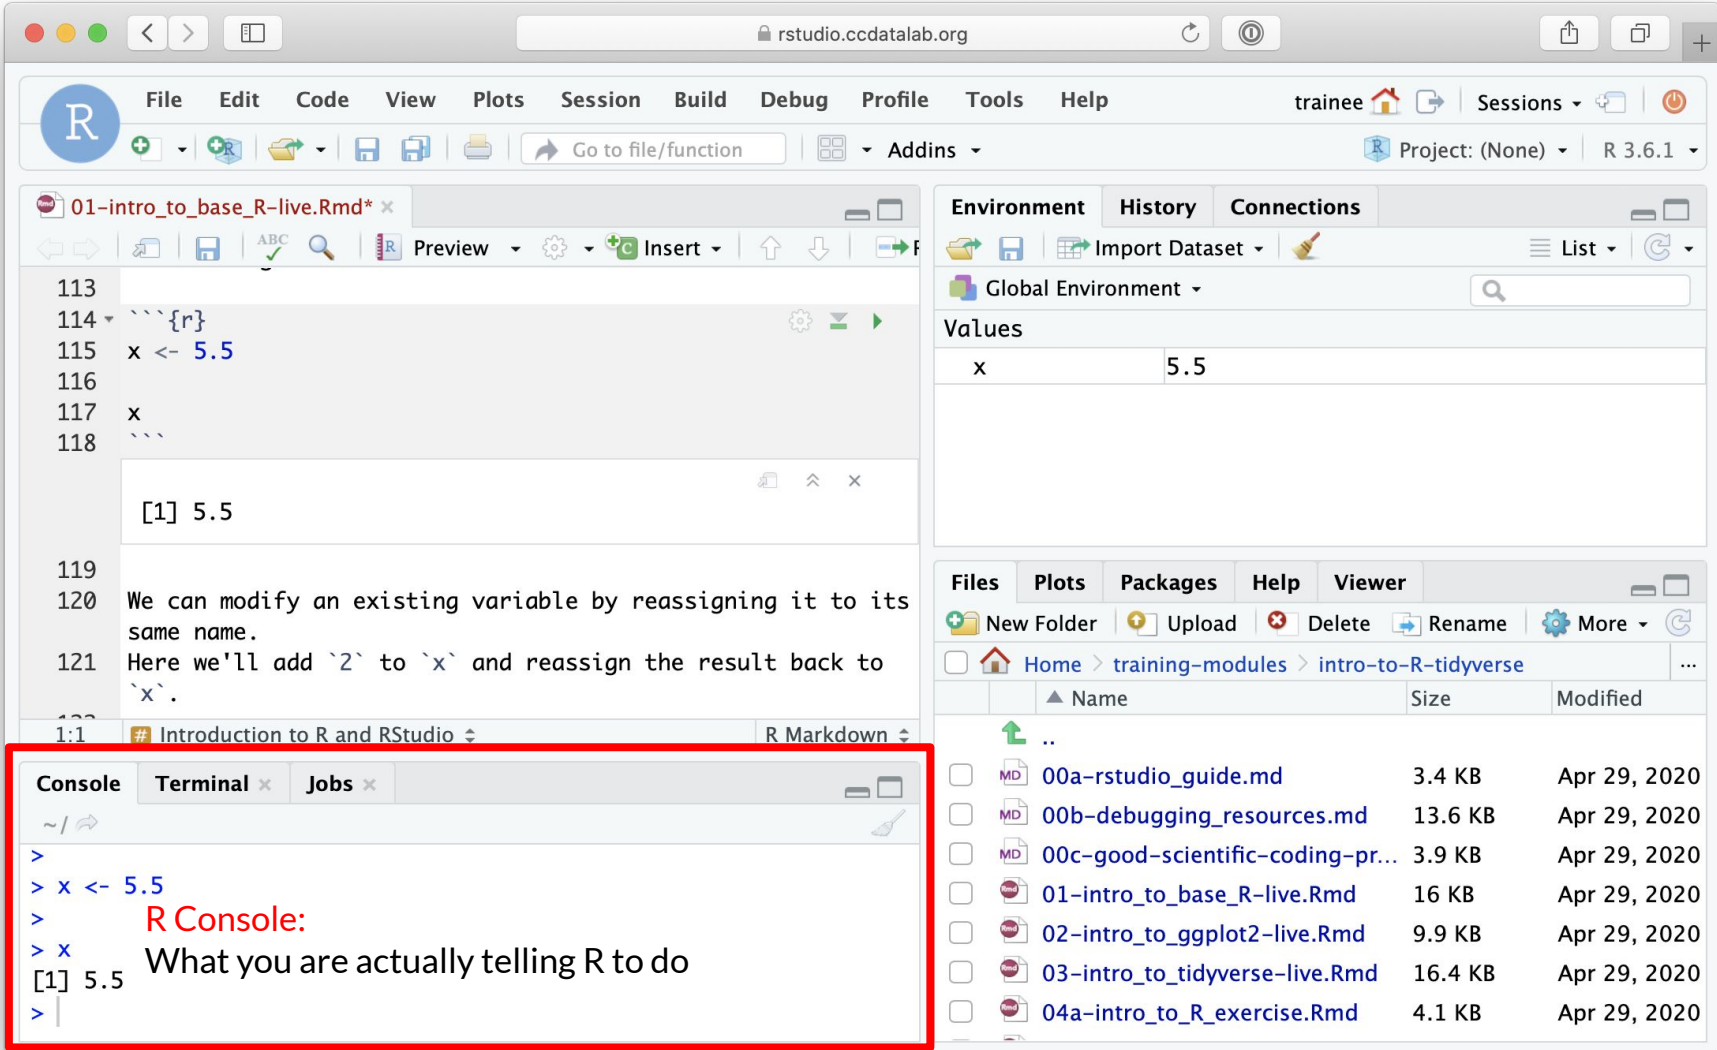 rstudio.ccdatalab.org
R
File Edit Code View Plots Session Build Debug Profile Tools Help
trainee Sessions
Go to file/function Addins Project: (None) R 3.6.1
01-intro_to_base_R-live.Rmd*
ABC Preview Insert
113
114 ```{r}
115 x <- 5.5
116
117 x
118 ```
[1] 5.5
119
120 We can modify an existing variable by reassigning it to its
same name.
121 Here we'll add `2` to `x` and reassign the result back to
`x`.
1:1 # Introduction to R and RStudio R Markdown
Console Terminal Jobs
~/
>
> x <- 5.5
>
> x
[1] 5.5
>
R Console:
What you are actually telling R to do
Environment History Connections
Import Dataset List
Global Environment
Values
x 5.5
Files Plots Packages Help Viewer
New Folder Upload Delete Rename More
Home > training-modules > intro-to-R-tidyverse ...
Name Size Modified
..
MD 00a-rstudio_guide.md 3.4 KB Apr 29, 2020
MD 00b-debugging_resources.md 13.6 KB Apr 29, 2020
MD 00c-good-scientific-coding-pr... 3.9 KB Apr 29, 2020
Rmd 01-intro_to_base_R-live.Rmd 16 KB Apr 29, 2020
Rmd 02-intro_to_ggplot2-live.Rmd 9.9 KB Apr 29, 2020
Rmd 03-intro_to_tidyverse-live.Rmd 16.4 KB Apr 29, 2020
Rmd 04a-intro_to_R_exercise.Rmd 4.1 KB Apr 29, 2020